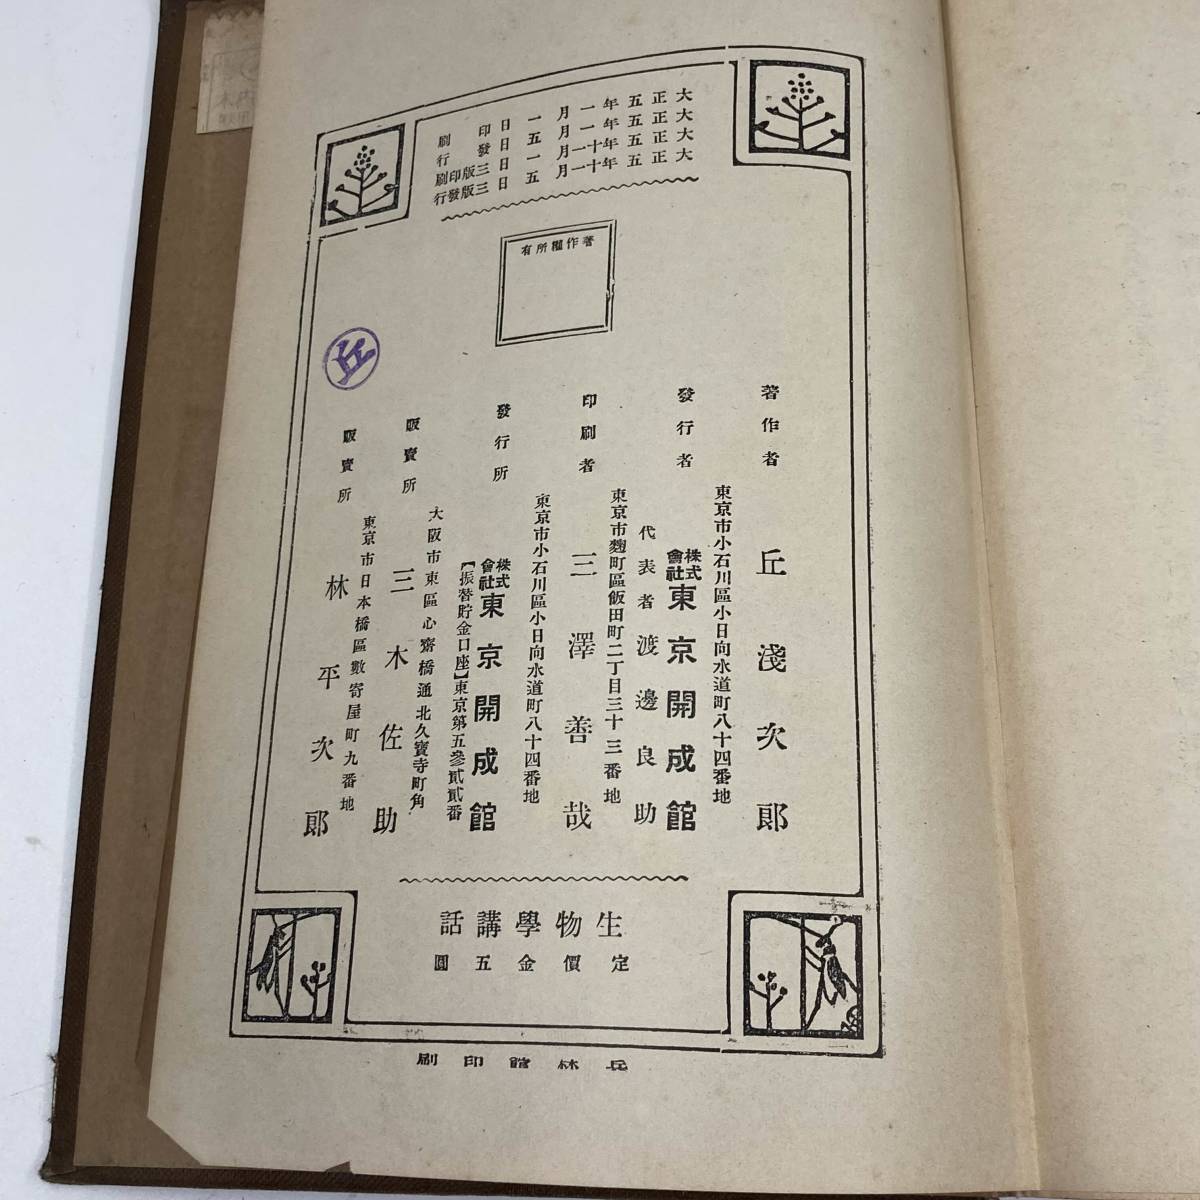 大正五年一月一日印刷
大正五年一月五日發行
大正五年十一月一日三版印刷
大正五年十一月五日三版發行
著作權所有
著作者
東京市小石川區小日向水道町八十四番地
丘淺次郎
發行者
株式會社東京開成館
代表者渡邊良助
東京市麴町區飯田町二丁目三十三番地
印刷者
三澤善哉
東京市小石川區小日向水道町八十四番地
發行所
株式會社東京開成館
【振替貯金口座】東京第五參貳貳番
大阪市東區心齋橋通北久寶寺町角
販賣所
三木佐助
東京市日本橋區數寄屋町九番地
販賣所
林平次郎
丘
生物學講話
定價金五圓
兵林館印刷